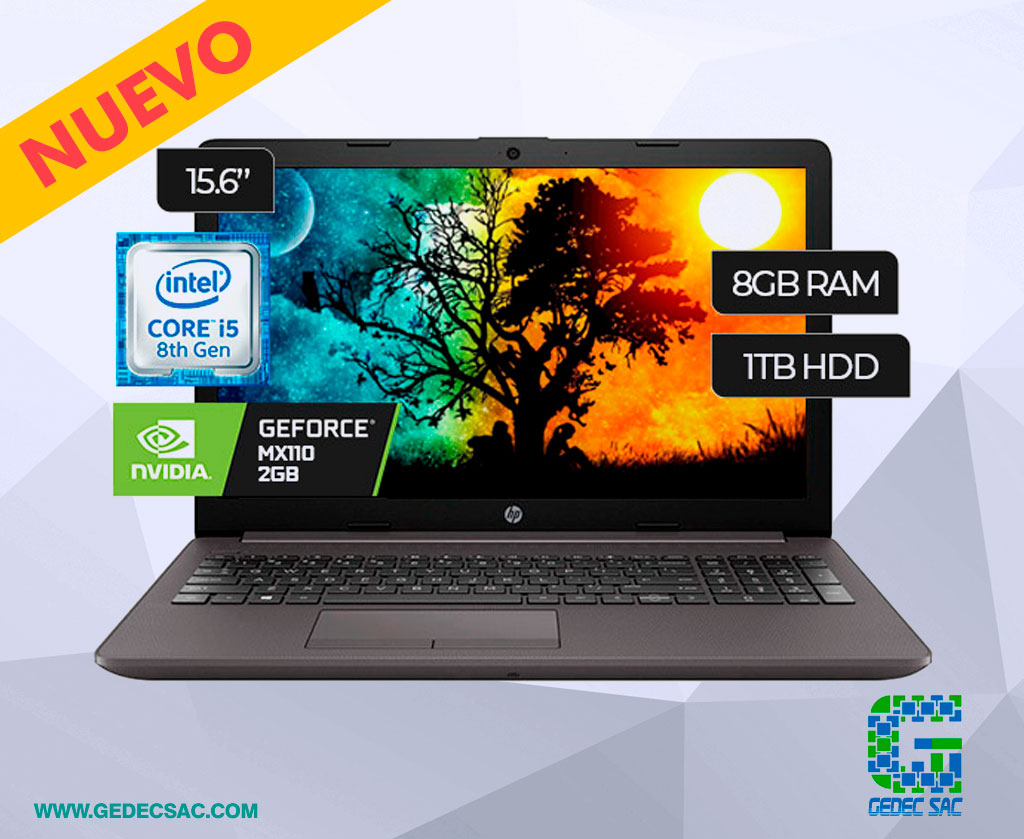 NUEVO
15.6”
intel
CORE™ i5
8th Gen
8GB RAM
1TB HDD
NVIDIA.
GEFORCE®
MX110
2GB
hp
GEDEC SAC
WWW.GEDECSAC.COM